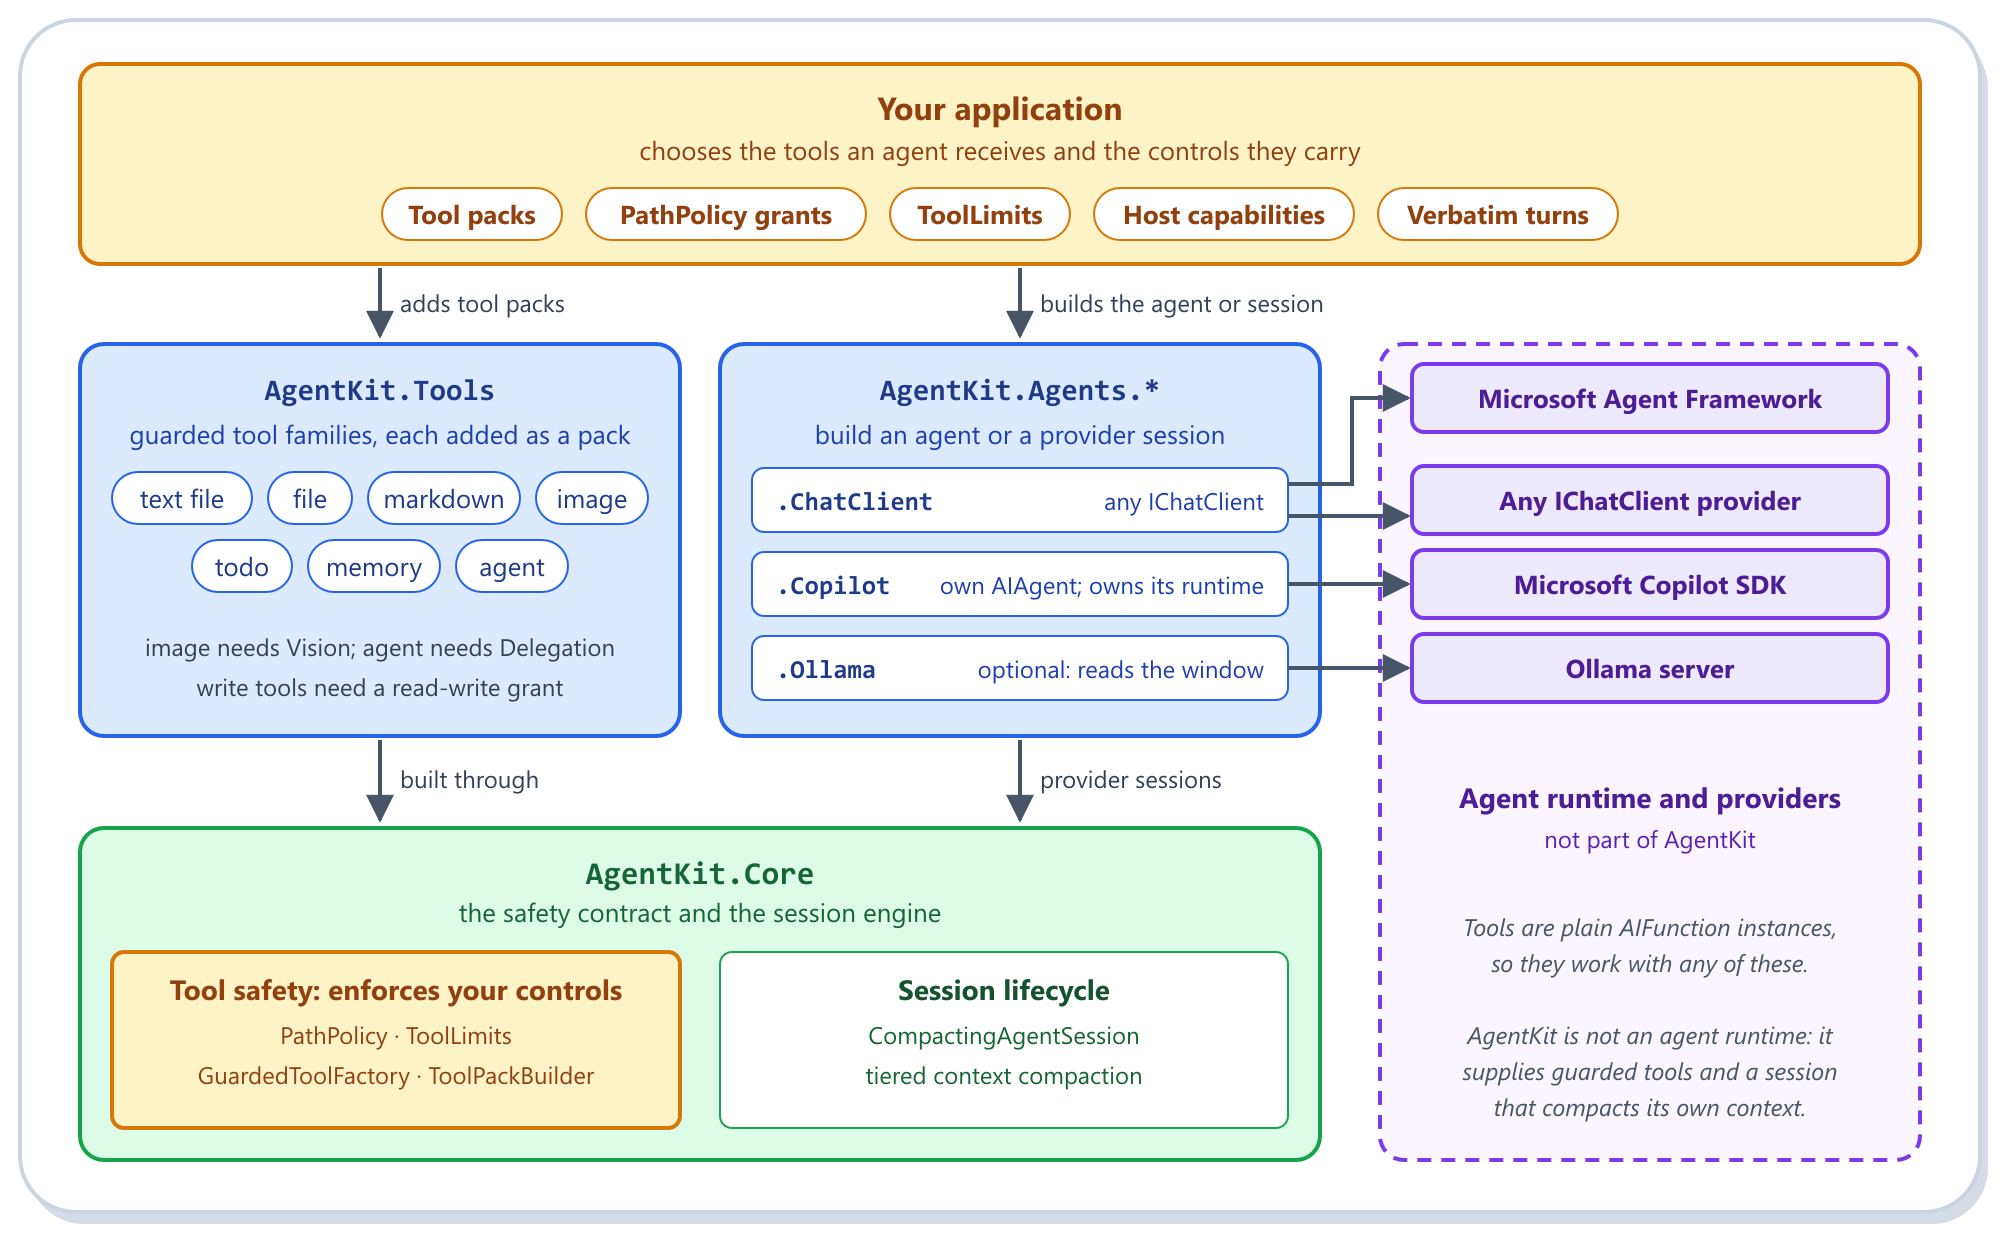 Your application
chooses the tools an agent receives and the controls they carry
Tool packs
PathPolicy grants
ToolLimits
Host capabilities
Verbatim turns
adds tool packs
builds the agent or session
AgentKit.Tools
guarded tool families, each added as a pack
text file
file
markdown
image
todo
memory
agent
image needs Vision; agent needs Delegation
write tools need a read-write grant
AgentKit.Agents.*
build an agent or a provider session
.ChatClient any IChatClient
.Copilot own AIAgent; owns its runtime
.Ollama optional: reads the window
Microsoft Agent Framework
Any IChatClient provider
Microsoft Copilot SDK
Ollama server
Agent runtime and providers
not part of AgentKit
Tools are plain AIFunction instances,
so they work with any of these.
AgentKit is not an agent runtime: it
supplies guarded tools and a session
that compacts its own context.
built through
provider sessions
AgentKit.Core
the safety contract and the session engine
Tool safety: enforces your controls
PathPolicy · ToolLimits
GuardedToolFactory · ToolPackBuilder
Session lifecycle
CompactingAgentSession
tiered context compaction